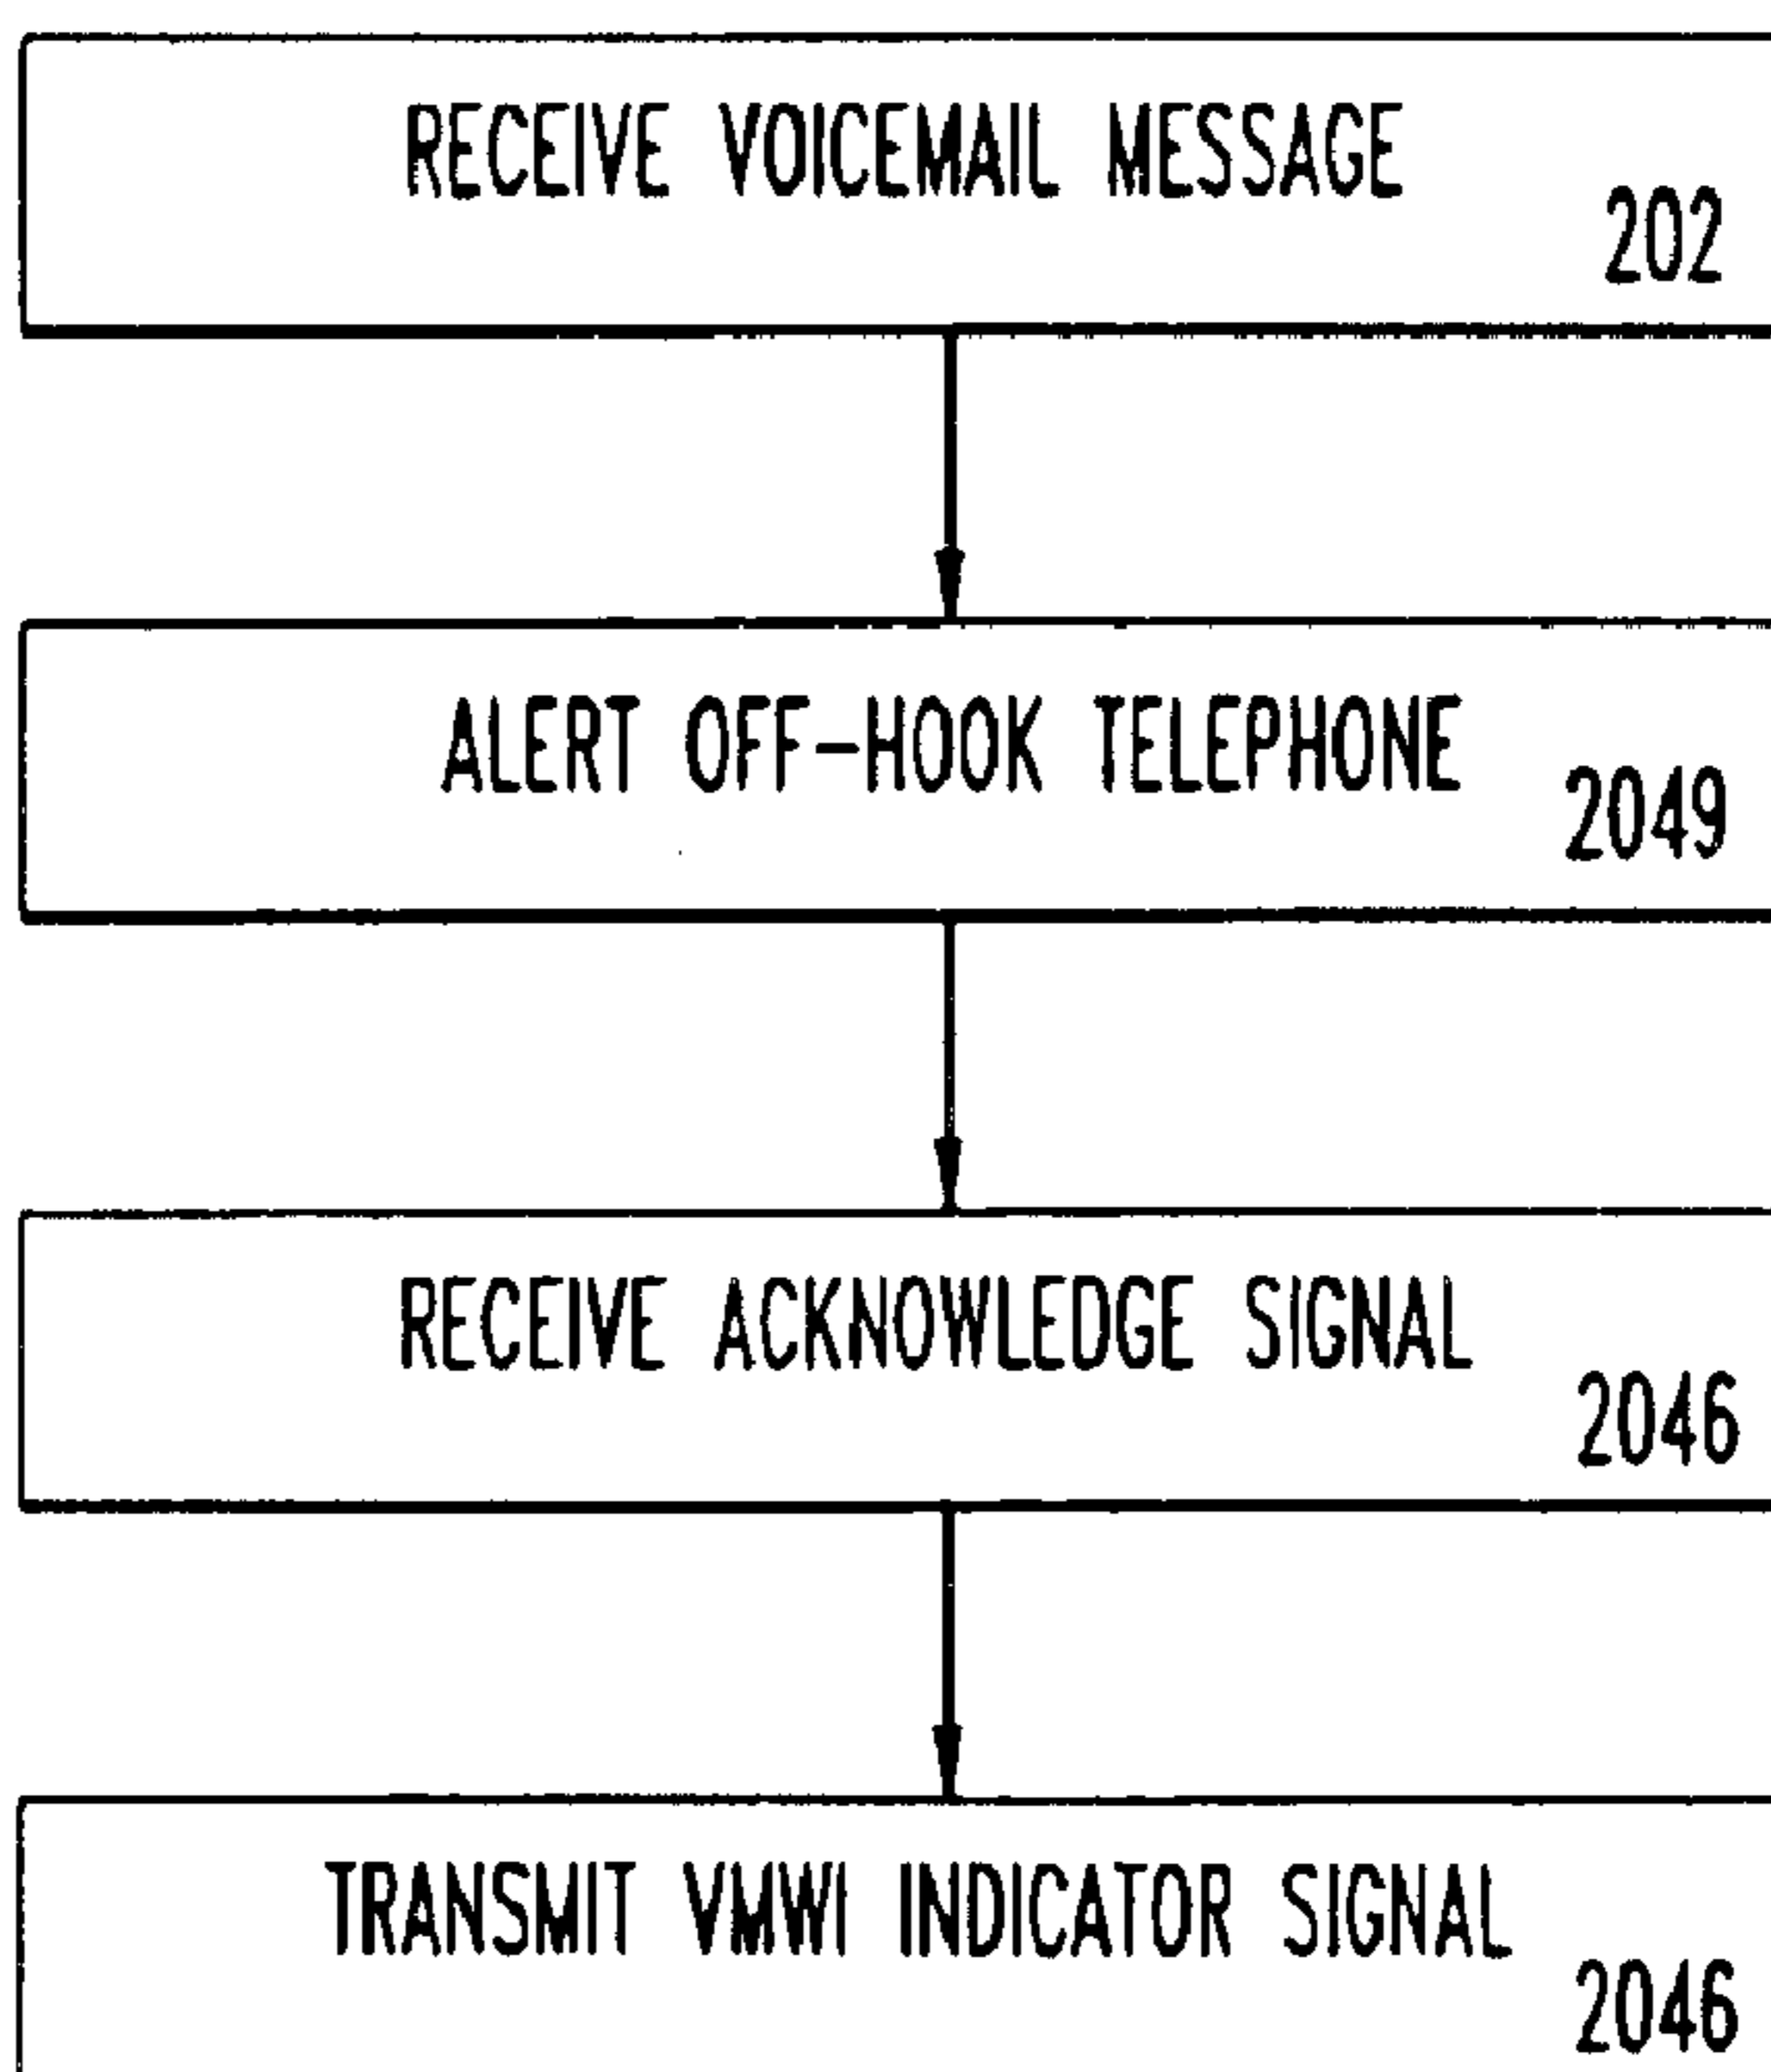 RECEIVE VOICEMAIL MESSAGE
202
ALERT OFF-HOOK TELEPHONE
2049
RECEIVE ACKNOWLEDGE SIGNAL
2046
TRANSMIT VMWI INDICATOR SIGNAL
2046